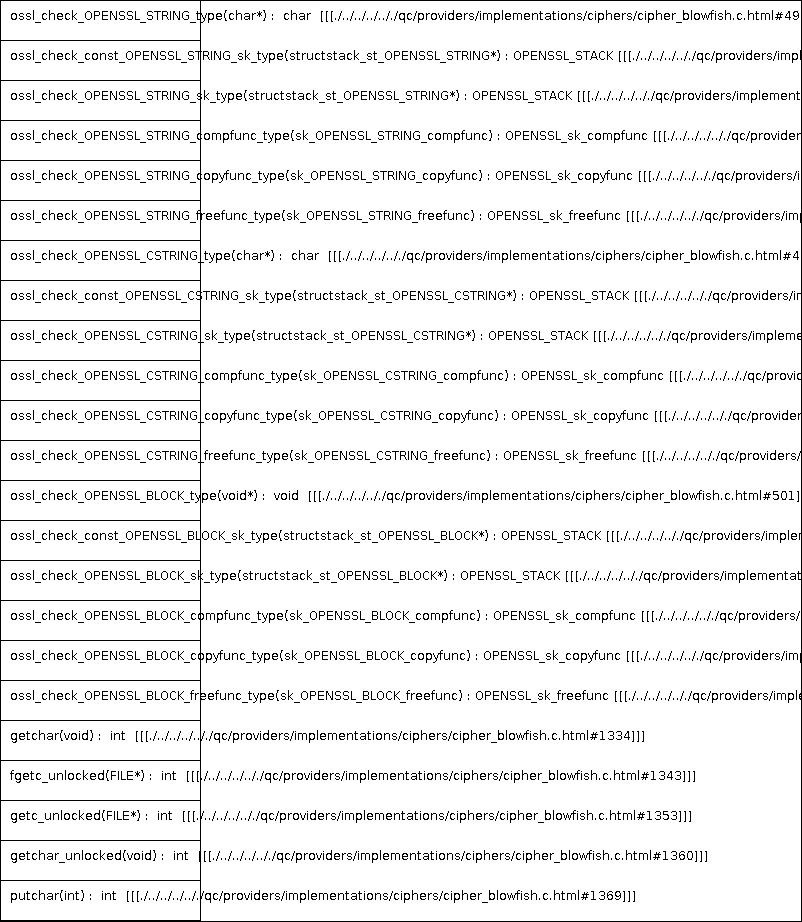 ossl_check_OPENSSL_STRING_type(char*) :  char  [[[./../../../../../qc/providers/implementations/ciphers/cipher_blowfish.c.html#49
ossl_check_const_OPENSSL_STRING_sk_type(structstack_st_OPENSSL_STRING*) : OPENSSL_STACK [[[./../../../../../qc/providers/impl
ossl_check_OPENSSL_STRING_sk_type(structstack_st_OPENSSL_STRING*) : OPENSSL_STACK [[[./../../../../../qc/providers/implement
ossl_check_OPENSSL_STRING_compfunc_type(sk_OPENSSL_STRING_compfunc) : OPENSSL_sk_compfunc [[[./../../../../../qc/provider
ossl_check_OPENSSL_STRING_copyfunc_type(sk_OPENSSL_STRING_copyfunc) : OPENSSL_sk_copyfunc [[[./../../../../../qc/providers/i
ossl_check_OPENSSL_STRING_freefunc_type(sk_OPENSSL_STRING_freefunc) : OPENSSL_sk_freefunc [[[./../../../../../qc/providers/imp
ossl_check_OPENSSL_CSTRING_type(char*) :  char  [[[./../../../../../qc/providers/implementations/ciphers/cipher_blowfish.c.html#4
ossl_check_const_OPENSSL_CSTRING_sk_type(structstack_st_OPENSSL_CSTRING*) : OPENSSL_STACK [[[./../../../../../qc/providers/in
ossl_check_OPENSSL_CSTRING_sk_type(structstack_st_OPENSSL_CSTRING*) : OPENSSL_STACK [[[./../../../../../qc/providers/impleme
ossl_check_OPENSSL_CSTRING_compfunc_type(sk_OPENSSL_CSTRING_compfunc) : OPENSSL_sk_compfunc [[[./../../../../../qc/provid
ossl_check_OPENSSL_CSTRING_copyfunc_type(sk_OPENSSL_CSTRING_copyfunc) : OPENSSL_sk_copyfunc [[[./../../../../../qc/provider
ossl_check_OPENSSL_CSTRING_freefunc_type(sk_OPENSSL_CSTRING_freefunc) : OPENSSL_sk_freefunc [[[./../../../../../qc/providers/
ossl_check_OPENSSL_BLOCK_type(void*) :  void  [[[./../../../../../qc/providers/implementations/ciphers/cipher_blowfish.c.html#501]
ossl_check_const_OPENSSL_BLOCK_sk_type(structstack_st_OPENSSL_BLOCK*) : OPENSSL_STACK [[[./../../../../../qc/providers/implem
ossl_check_OPENSSL_BLOCK_sk_type(structstack_st_OPENSSL_BLOCK*) : OPENSSL_STACK [[[./../../../../../qc/providers/implementat
ossl_check_OPENSSL_BLOCK_compfunc_type(sk_OPENSSL_BLOCK_compfunc) : OPENSSL_sk_compfunc [[[./../../../../../qc/providers/
ossl_check_OPENSSL_BLOCK_copyfunc_type(sk_OPENSSL_BLOCK_copyfunc) : OPENSSL_sk_copyfunc [[[./../../../../../qc/providers/imp
ossl_check_OPENSSL_BLOCK_freefunc_type(sk_OPENSSL_BLOCK_freefunc) : OPENSSL_sk_freefunc [[[./../../../../../qc/providers/imple
getchar(void) :  int  [[[./../../../../../qc/providers/implementations/ciphers/cipher_blowfish.c.html#1334]]]
fgetc_unlocked(FILE*) :  int  [[[./../../../../../qc/providers/implementations/ciphers/cipher_blowfish.c.html#1343]]]
getc_unlocked(FILE*) :  int  [[[./../../../../../qc/providers/implementations/ciphers/cipher_blowfish.c.html#1353]]]
getchar_unlocked(void) :  int  [[[./../../../../../qc/providers/implementations/ciphers/cipher_blowfish.c.html#1360]]]
putchar(int) :  int  [[[./../../../../../qc/providers/implementations/ciphers/cipher_blowfish.c.html#1369]]]